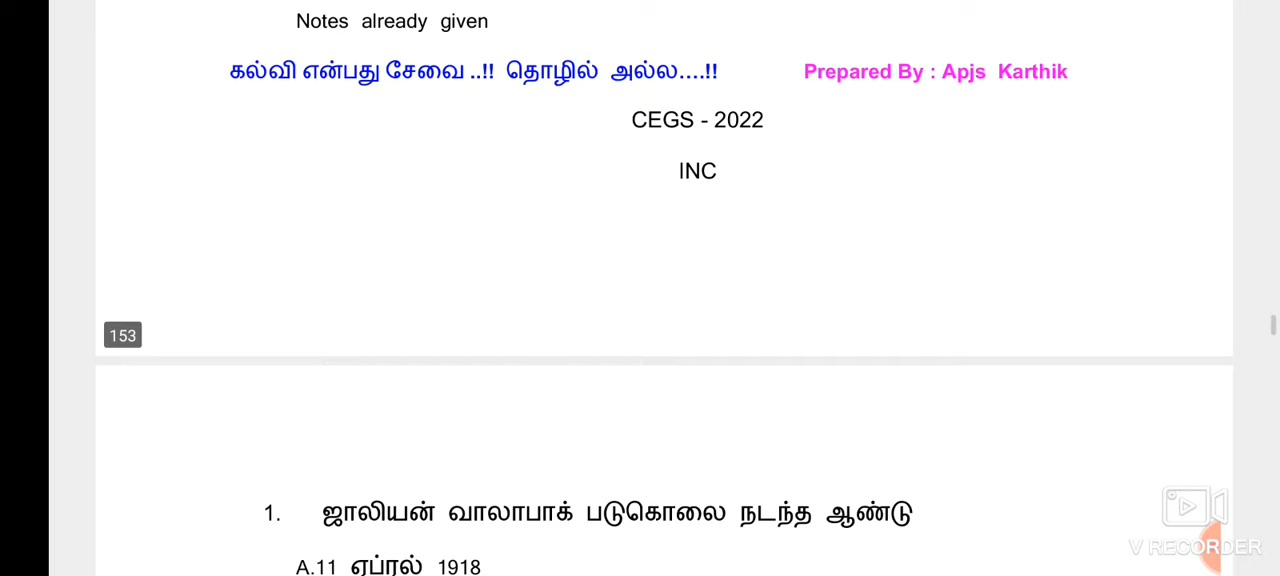 Notes already given
கல்வி என்பது சேவை ..!! தொழில் அல்ல....!! Prepared By : Apjs Karthik
CEGS - 2022
INC
153
1. ஜாலியன் வாலாபாக் படுகொலை நடந்த ஆண்டு
A.11 ஏப்ரல் 1918
V RECORDER